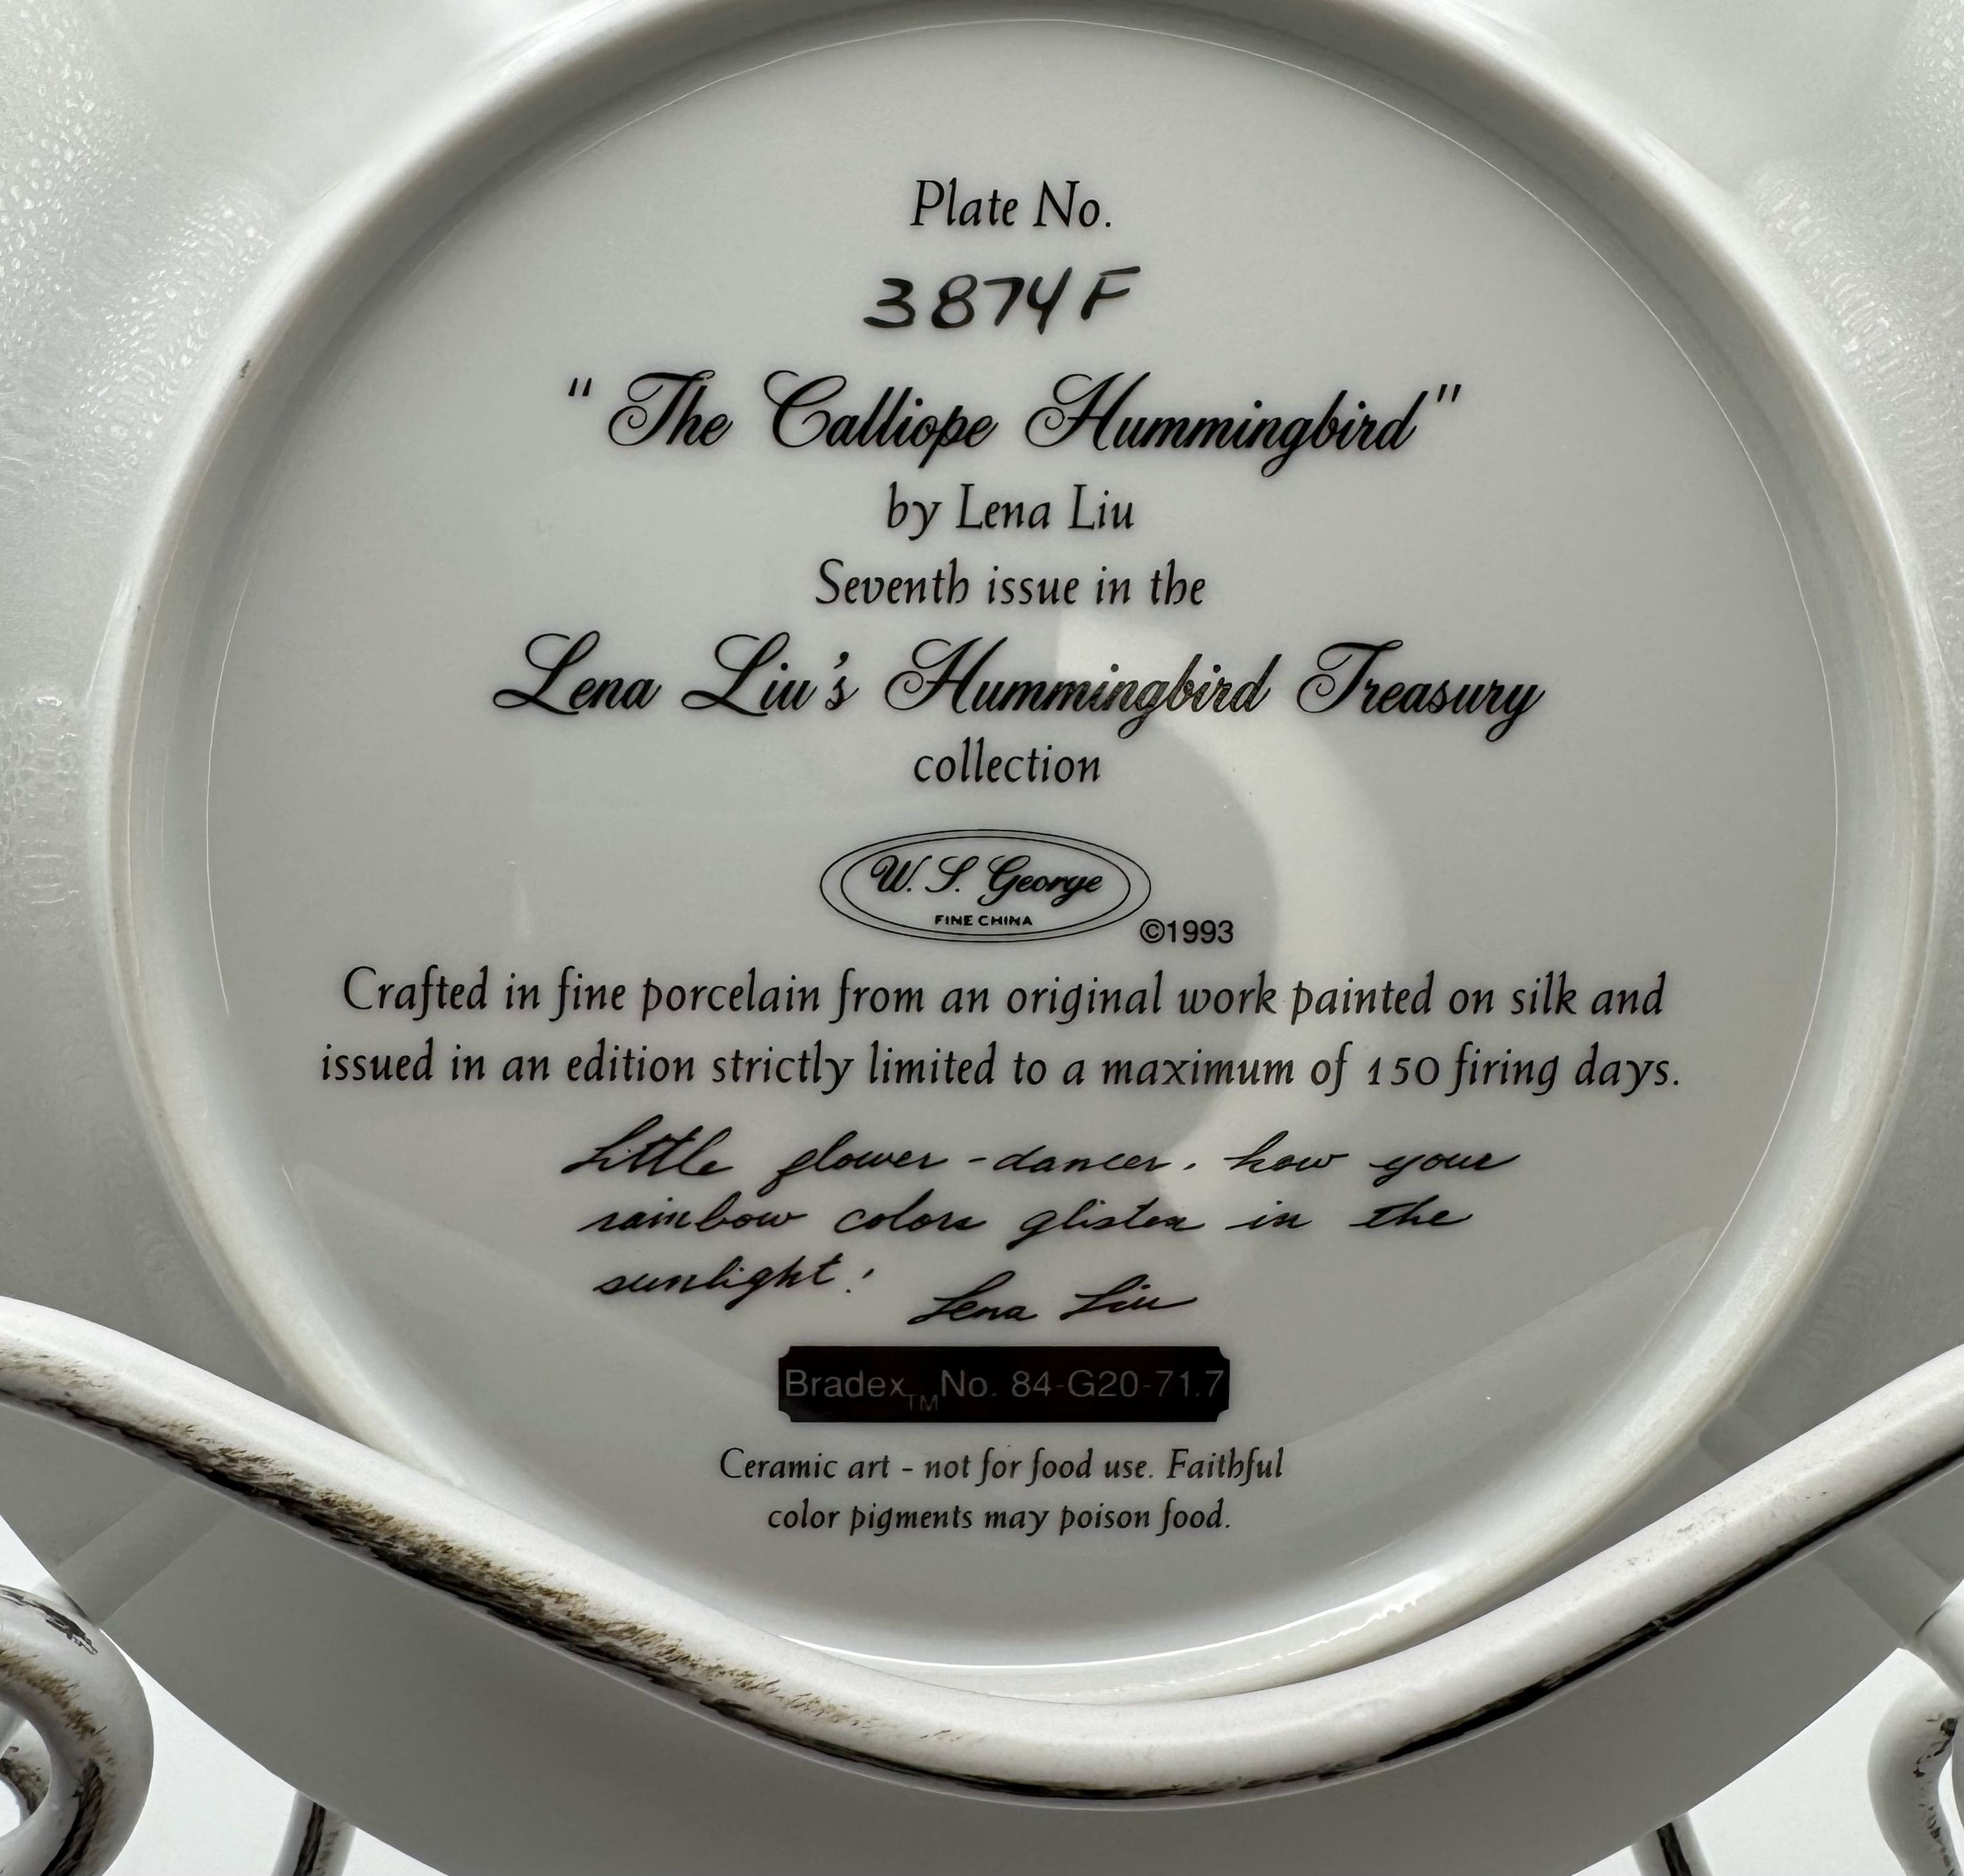 Plate No.
3874F
"The Calliope Hummingbird"
by Lena Liu
Seventh issue in the
Lena Liu's Hummingbird Treasury
collection
W. S. George
FINE CHINA
©1993
Crafted in fine porcelain from an original work painted on silk and
issued in an edition strictly limited to a maximum of 150 firing days.
Little flower-dancer, how your
rainbow colors glisten in the
sunlight!
Lena Liu
Bradex™ No. 84-G20-71.7
Ceramic art - not for food use. Faithful
color pigments may poison food.